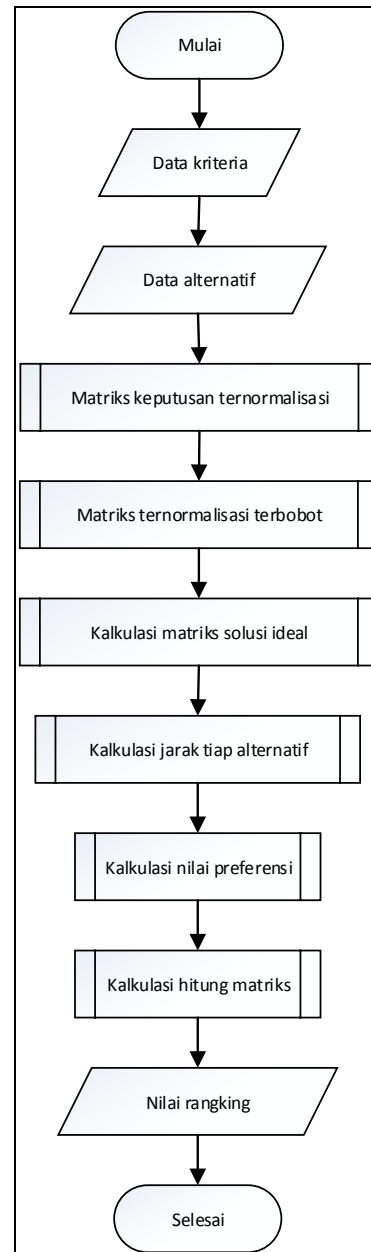 Mulai
Data kriteria
Data alternatif
Matriks keputusan ternormalisasi
Matriks ternormalisasi terbobot
Kalkulasi matriks solusi ideal
Kalkulasi jarak tiap alternatif
Kalkulasi nilai preferensi
Kalkulasi hitung matriks
Nilai rangking
Selesai